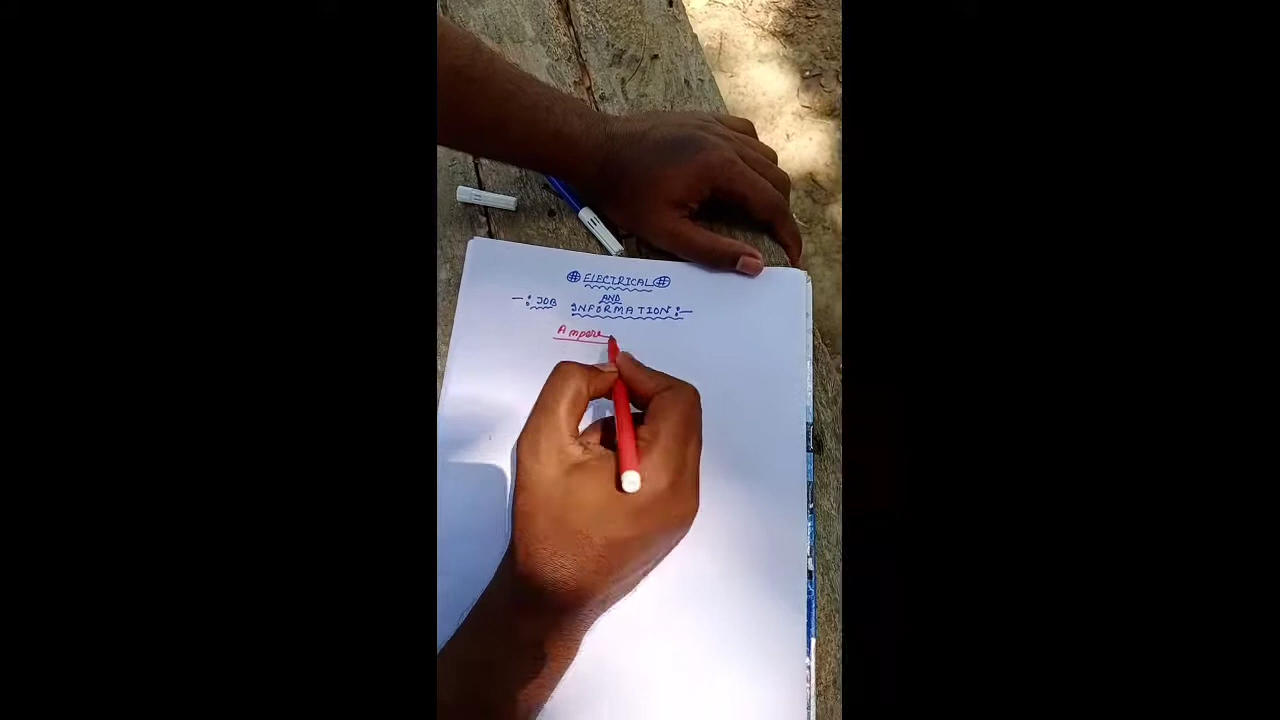 ELECTRICAL
AND
-: JOB INFORMATION :-
Ampere